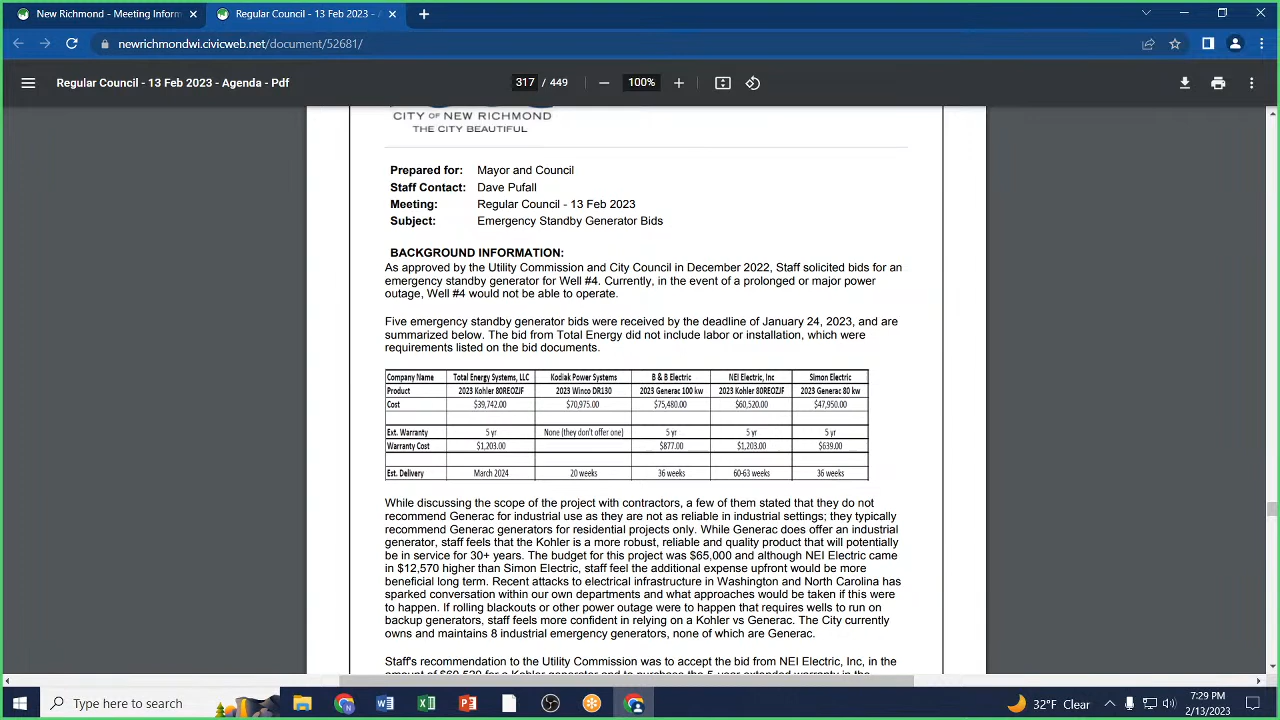 New Richmond - Meeting Inform
Regular Council - 13 Feb 2023 - A
newrichmondwi.civicweb.net/document/52681/
Regular Council - 13 Feb 2023 - Agenda - Pdf
317 / 449
100%
CITY OF NEW RICHMOND
THE CITY BEAUTIFUL
Prepared for: Mayor and Council
Staff Contact: Dave Pufall
Meeting: Regular Council - 13 Feb 2023
Subject: Emergency Standby Generator Bids
BACKGROUND INFORMATION:
As approved by the Utility Commission and City Council in December 2022, Staff solicited bids for an
emergency standby generator for Well #4. Currently, in the event of a prolonged or major power
outage, Well #4 would not be able to operate.
Five emergency standby generator bids were received by the deadline of January 24, 2023, and are
summarized below. The bid from Total Energy did not include labor or installation, which were
requirements listed on the bid documents.
Company Name Total Energy Systems, LLC Kodiak Power Systems B & B Electric NEI Electric, Inc Simon Electric
Product 2023 Kohler 80REOZJF 2023 Winco DR130 2023 Generac 100 kw 2023 Kohler 80REOZJF 2023 Generac 80 kw
Cost $39,742.00 $70,975.00 $75,480.00 $60,520.00 $47,950.00
Ext. Warranty 5 yr None (they don't offer one) 5 yr 5 yr 5 yr
Warranty Cost $1,203.00 $877.00 $1,203.00 $639.00
Est. Delivery March 2024 20 weeks 36 weeks 60-63 weeks 36 weeks
While discussing the scope of the project with contractors, a few of them stated that they do not
recommend Generac for industrial use as they are not as reliable in industrial settings; they typically
recommend Generac generators for residential projects only. While Generac does offer an industrial
generator, staff feels that the Kohler is a more robust, reliable and quality product that will potentially
be in service for 30+ years. The budget for this project was $65,000 and although NEI Electric came
in $12,570 higher than Simon Electric, staff feel the additional expense upfront would be more
beneficial long term. Recent attacks to electrical infrastructure in Washington and North Carolina has
sparked conversation within our own departments and what approaches would be taken if this were
to happen. If rolling blackouts or other power outage were to happen that requires wells to run on
backup generators, staff feels more confident in relying on a Kohler vs Generac. The City currently
owns and maintains 8 industrial emergency generators, none of which are Generac.
Staff's recommendation to the Utility Commission was to accept the bid from NEI Electric, Inc, in the
Type here to search
32°F Clear
7:29 PM
2/13/2023